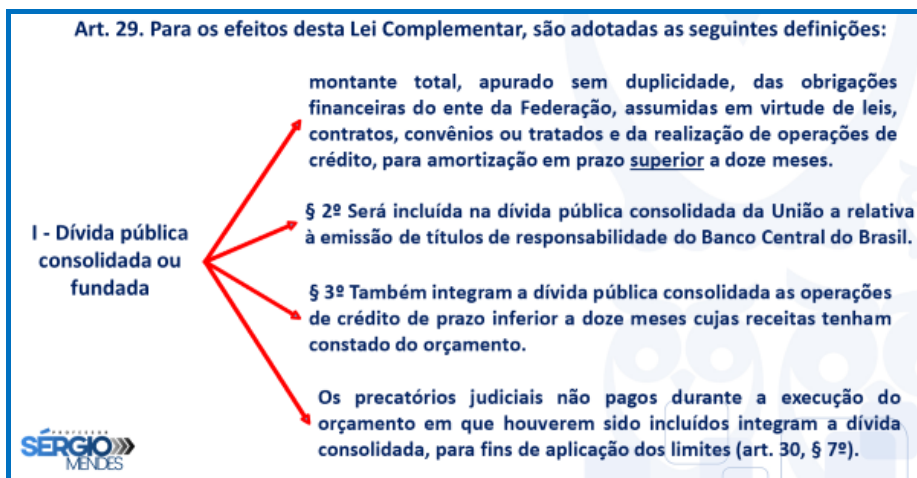 Art. 29. Para os efeitos desta Lei Complementar, são adotadas as seguintes definições:
montante total, apurado sem duplicidade, das obrigações
financeiras do ente da Federação, assumidas em virtude de leis,
contratos, convênios ou tratados e da realização de operações de
crédito, para amortização em prazo superior a doze meses.
§ 2º Será incluída na dívida pública consolidada da União a relativa
à emissão de títulos de responsabilidade do Banco Central do Brasil.
I - Dívida pública
consolidada ou
fundada
§ 3º Também integram a dívida pública consolidada as operações
de crédito de prazo inferior a doze meses cujas receitas tenham
constado do orçamento.
Os precatórios judiciais não pagos durante a execução do
orçamento em que houverem sido incluídos integram a dívida
consolidada, para fins de aplicação dos limites (art. 30, § 7º).
PROFESSOR
SÉRGIO
MENDES